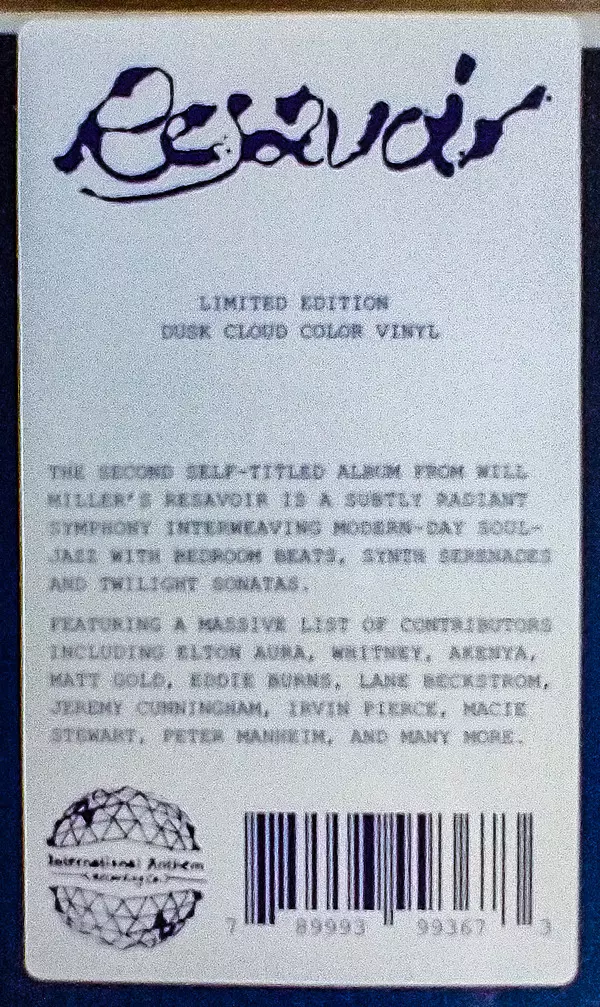 Resavoir
LIMITED EDITION
DUSK CLOUD COLOR VINYL
THE SECOND SELF-TITLED ALBUM FROM WILL
MILLER'S RESAVOIR IS A SUBTLY RADIANT
SYMPHONY INTERWEAVING MODERN-DAY SOUL-
JAZZ WITH BEDROOM BEATS, SYNTH SERENADES
AND TWILIGHT SONATAS.
FEATURING A MASSIVE LIST OF CONTRIBUTORS
INCLUDING ELTON AURA, WHITNEY, AKENYA,
MATT GOLD, EDDIE BURNS, LANE BECKSTROM,
JEREMY CUNNINGHAM, IRVIN PIERCE, MACIE
STEWART, PETER MANHEIM, AND MANY MORE.
International Anthem
Recording Co.
7 89993 99367 3